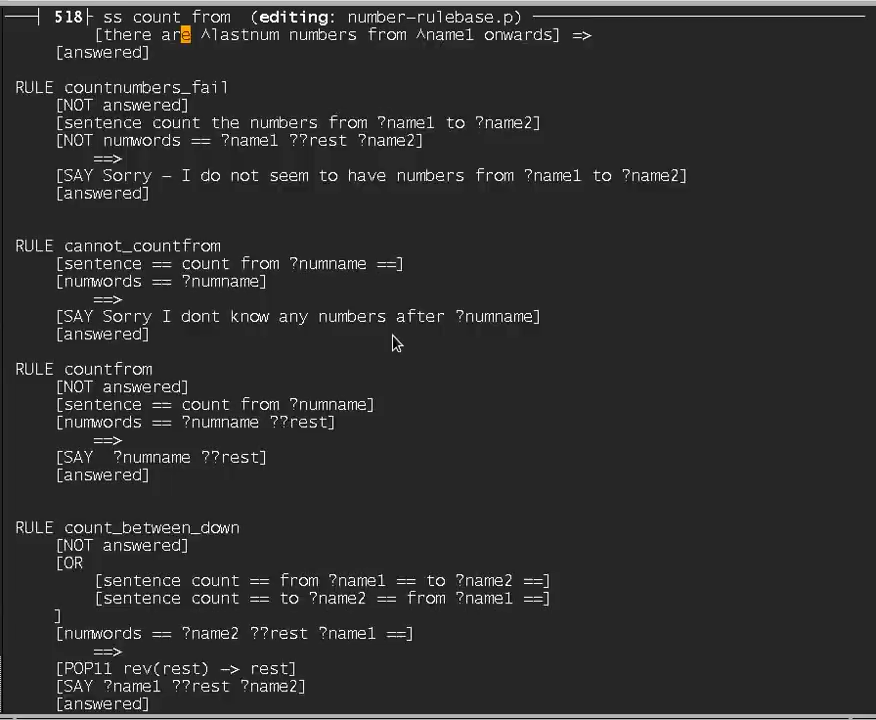 518 ss count from (editing: number-rulebase.p)
[there are ^lastnum numbers from ^name1 onwards] =>
[answered]
RULE countnumbers_fail
[NOT answered]
[sentence count the numbers from ?name1 to ?name2]
[NOT numwords == ?name1 ??rest ?name2]
==>
[SAY Sorry - I do not seem to have numbers from ?name1 to ?name2]
[answered]
RULE cannot_countfrom
[sentence == count from ?numname ==]
[numwords == ?numname]
==>
[SAY Sorry I dont know any numbers after ?numname]
[answered]
RULE countfrom
[NOT answered]
[sentence == count from ?numname]
[numwords == ?numname ??rest]
==>
[SAY  ?numname ??rest]
[answered]
RULE count_between_down
[NOT answered]
[OR
[sentence count == from ?name1 == to ?name2 ==]
[sentence count == to ?name2 == from ?name1 ==]
]
[numwords == ?name2 ??rest ?name1 ==]
==>
[POP11 rev(rest) -> rest]
[SAY ?name1 ??rest ?name2]
[answered]